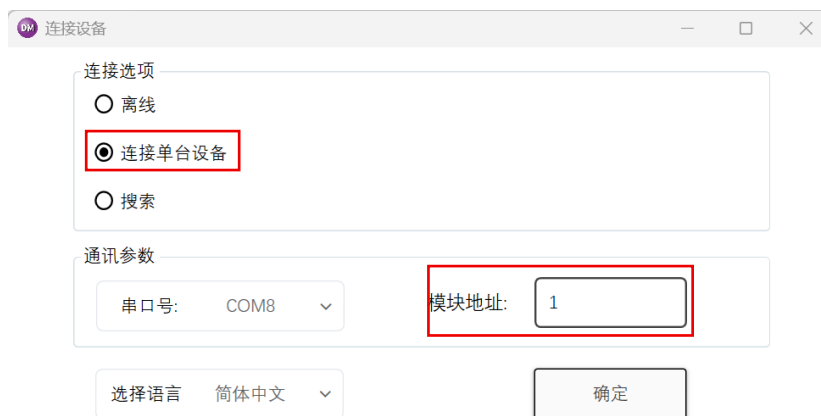 DM 连接设备
连接选项
离线
连接单台设备
搜索
通讯参数
串口号: COM8 模块地址: 1
选择语言 简体中文 确定